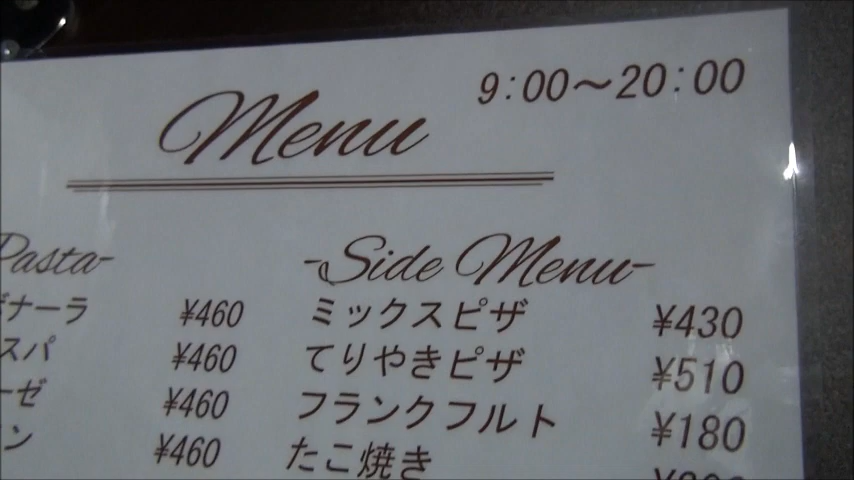 9:00～20:00
Menu
Pasta-
ナーラ ¥460
スパ ¥460
ーゼ ¥460
ン ¥460
-Side Menu-
ミックスピザ ¥430
てりやきピザ ¥510
フランクフルト ¥180
たこ焼き